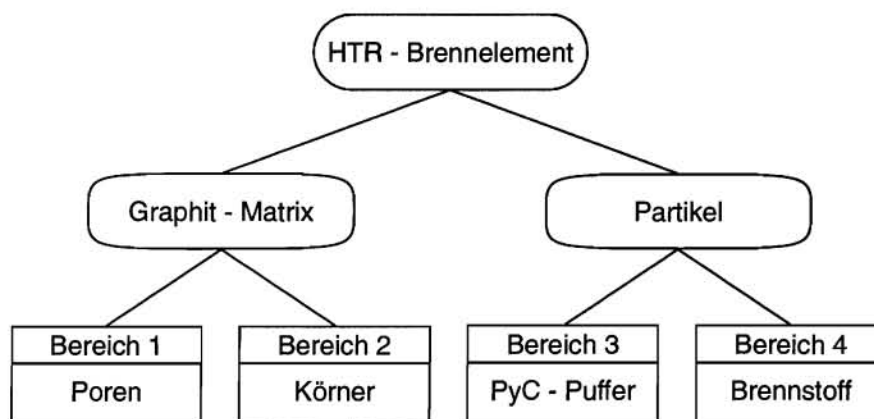 HTR - Brennelement
Graphit - Matrix
Partikel
Bereich 1
Bereich 2
Bereich 3
Bereich 4
Poren
Körner
PyC - Puffer
Brennstoff